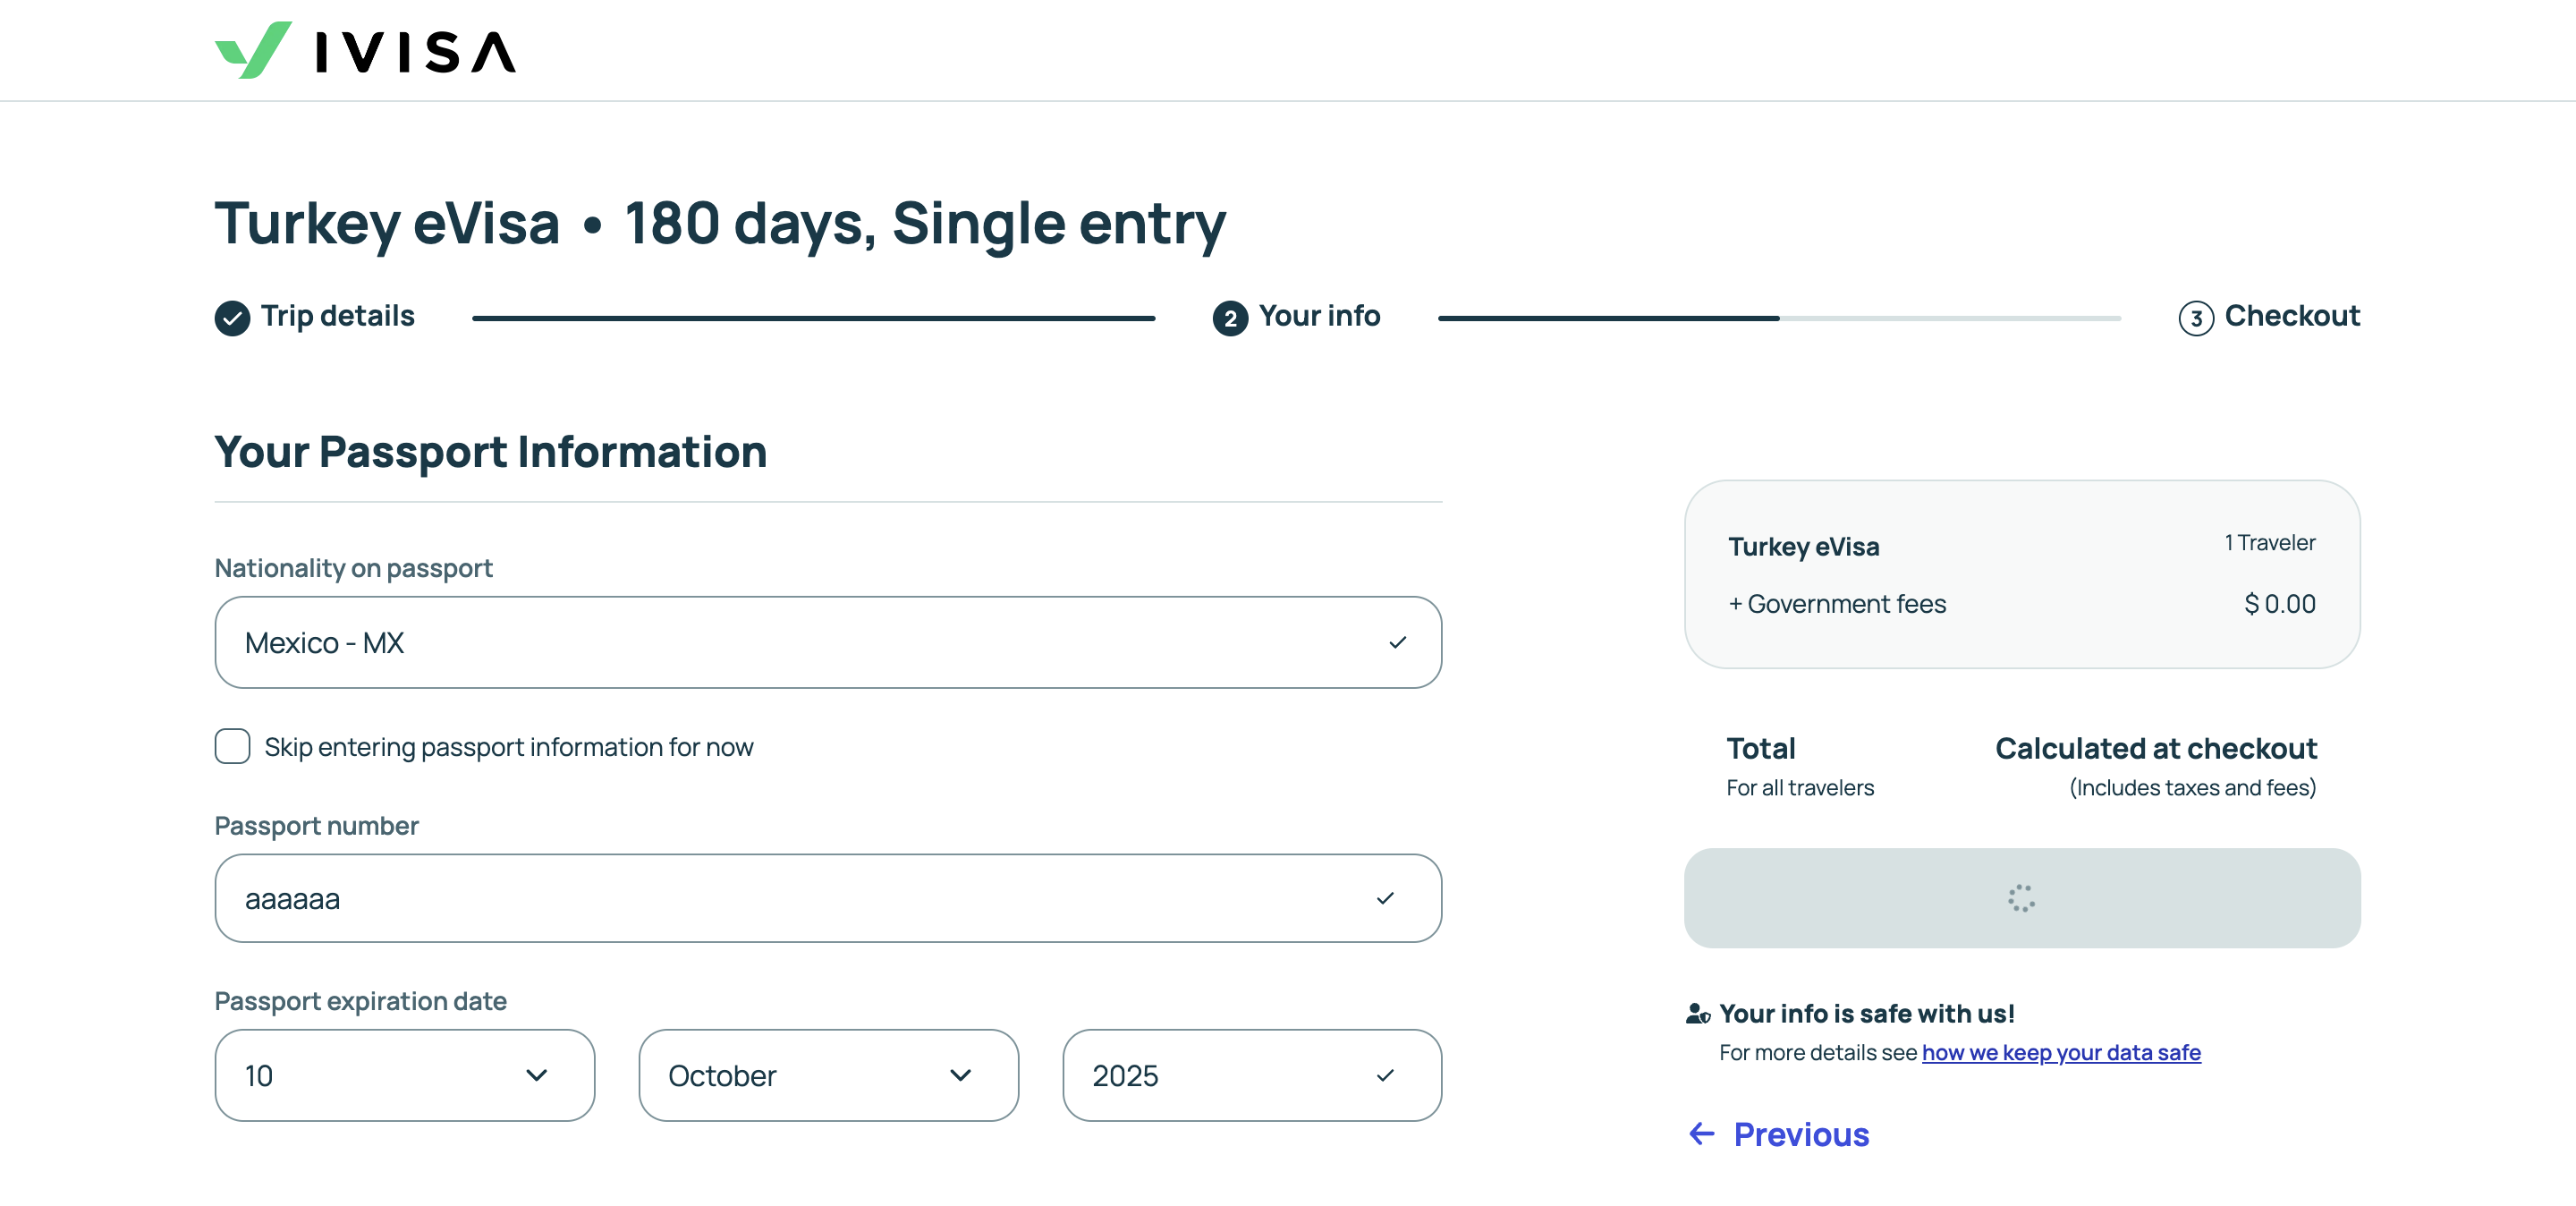 IVISA
Turkey eVisa • 180 days, Single entry
Trip details
2 Your info
3 Checkout
Your Passport Information
Nationality on passport
Mexico - MX
Skip entering passport information for now
Passport number
aaaaaa
Passport expiration date
10 October 2025
Turkey eVisa 1 Traveler
+ Government fees $ 0.00
Total Calculated at checkout
For all travelers (Includes taxes and fees)
Your info is safe with us!
For more details see how we keep your data safe
← Previous